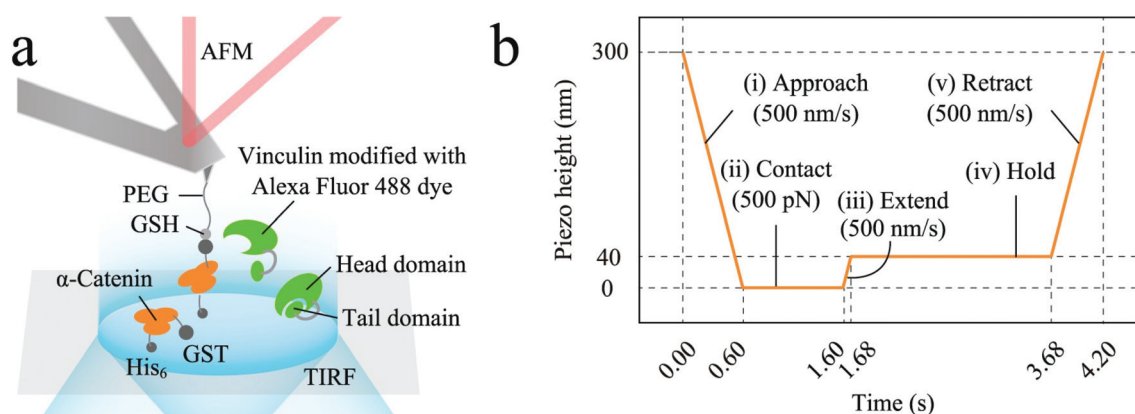 a
AFM
Vinculin modified with
Alexa Fluor 488 dye
PEG
GSH
α-Catenin
Head domain
Tail domain
GST
His6
TIRF
b
Piezo height (nm)
300
40
0
(i) Approach
(500 nm/s)
(v) Retract
(500 nm/s)
(ii) Contact
(500 pN)
(iii) Extend
(500 nm/s)
(iv) Hold
0.00
0.60
1.60
1.68
3.68
4.20
Time (s)